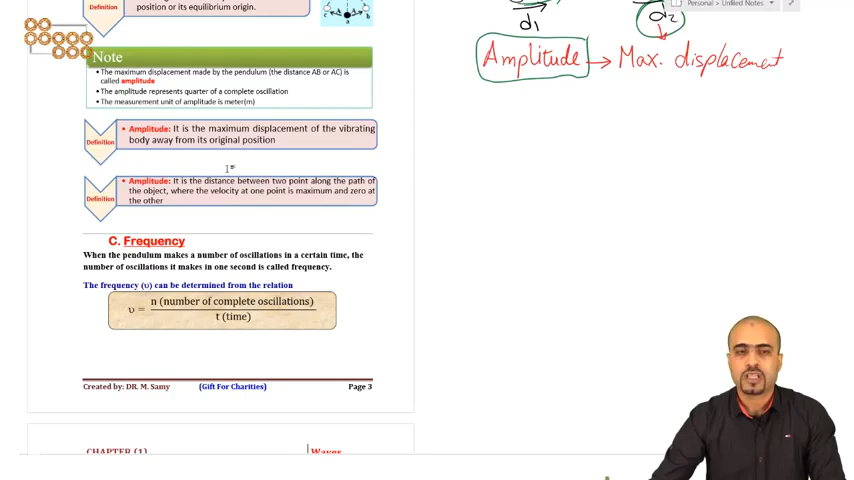 position or its equilibrium origin.
Definition
c
a
b
d1
d2
Personal > Unfiled Notes
Amplitude → Max. displacement
Note
• The maximum displacement made by the pendulum (the distance AB or AC) is
called amplitude
• The amplitude represents quarter of a complete oscillation
• The measurement unit of amplitude is meter(m)
Definition
• Amplitude: It is the maximum displacement of the vibrating
body away from its original position
Definition
• Amplitude: It is the distance between two point along the path of
the object, where the velocity at one point is maximum and zero at
the other
C. Frequency
When the pendulum makes a number of oscillations in a certain time, the
number of oscillations it makes in one second is called frequency.
The frequency (υ) can be determined from the relation
υ = n (number of complete oscillations)
t (time)
Created by: DR. M. Samy (Gift For Charities) Page 3
CHAPTER (1) Waves